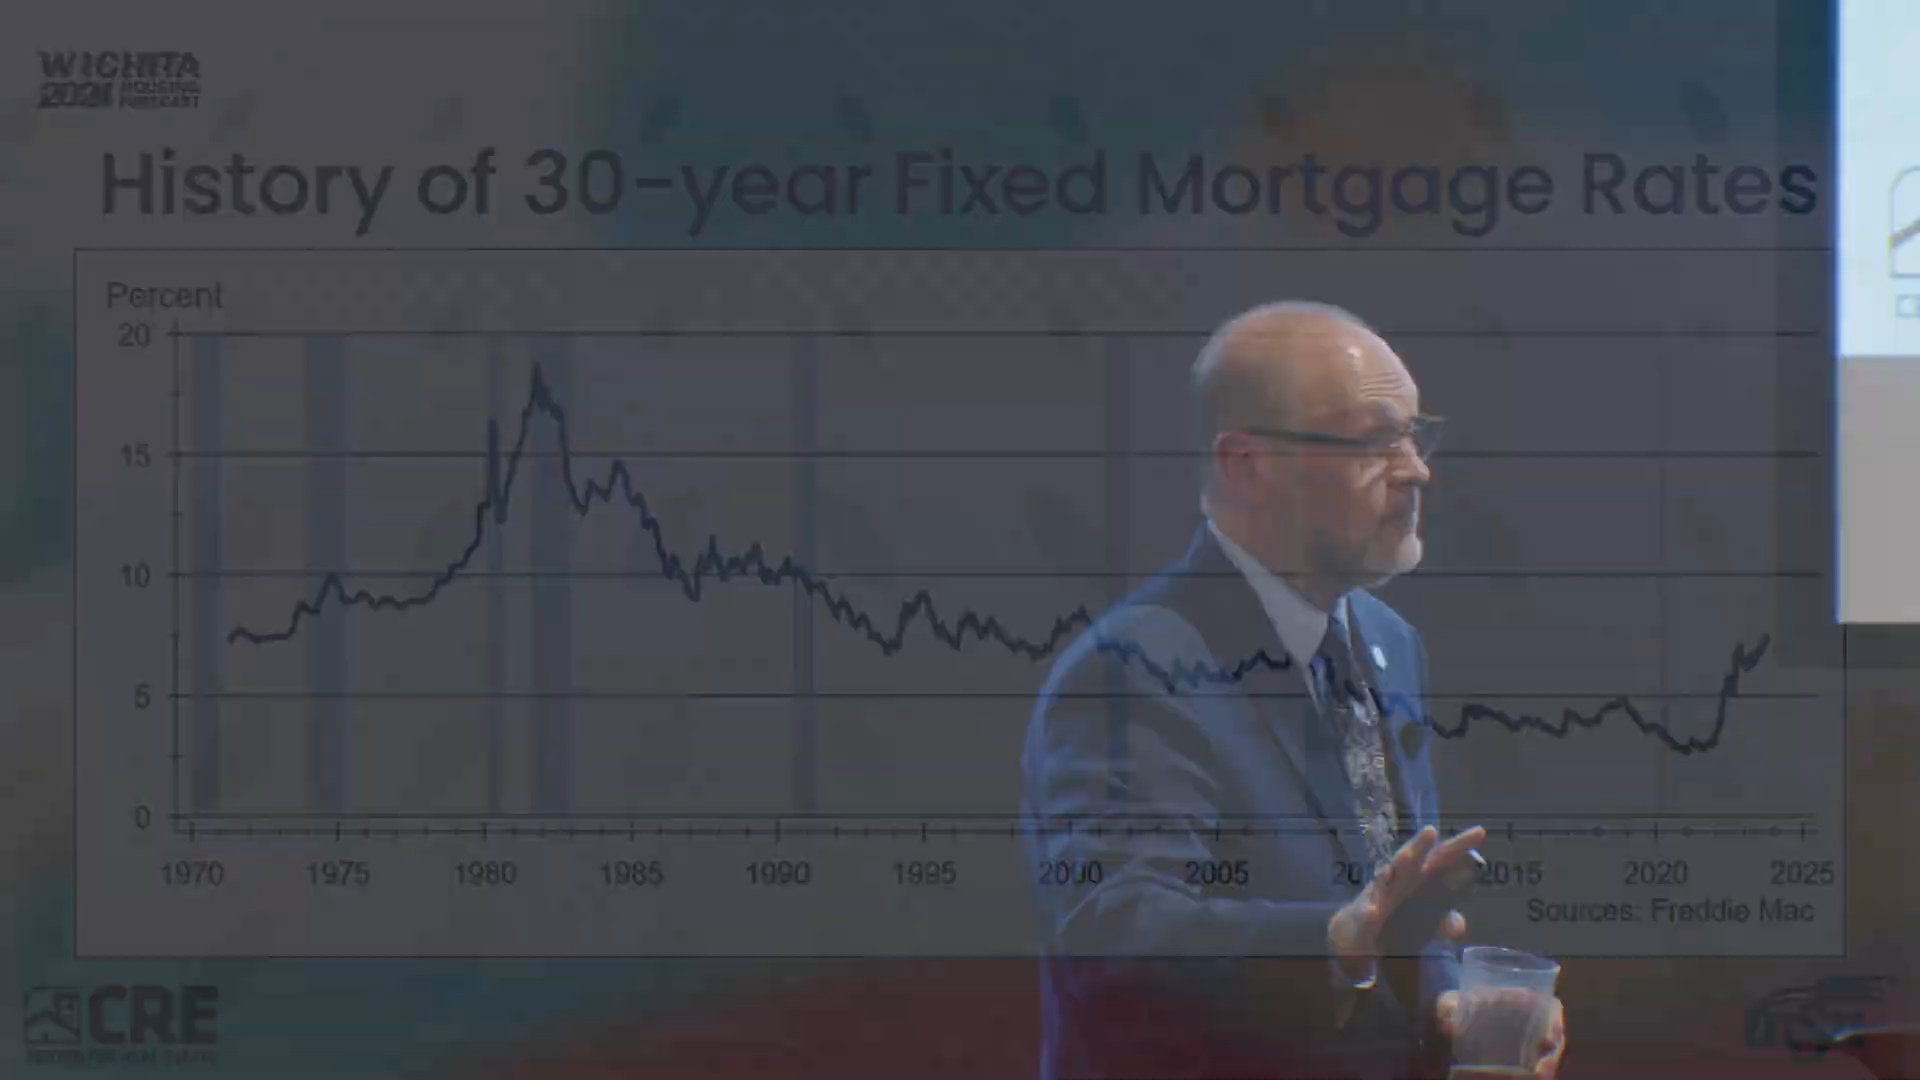 WICHITA
HOUSING
FORECAST
History of 30-year Fixed Mortgage Rates
Percent
20
15
10
5
0
1970 1975 1980 1985 1990 1995 2000 2005 2015 2020 2025
Sources: Freddie Mac
CRE